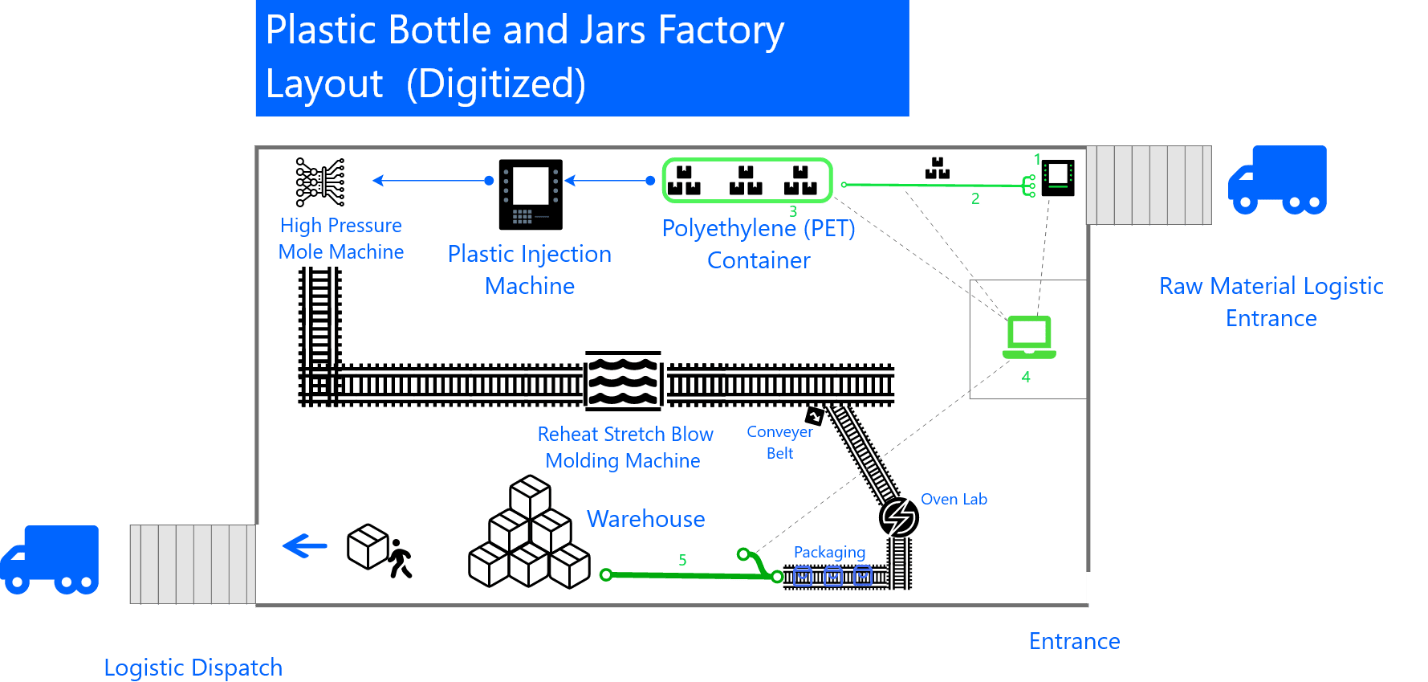 Plastic Bottle and Jars Factory
Layout (Digitized)
1
2
3
High Pressure
Mole Machine
Plastic Injection
Machine
Polyethylene (PET)
Container
Raw Material Logistic
Entrance
4
Reheat Stretch Blow
Molding Machine
Conveyer
Belt
Oven Lab
Warehouse
Packaging
5
Entrance
Logistic Dispatch